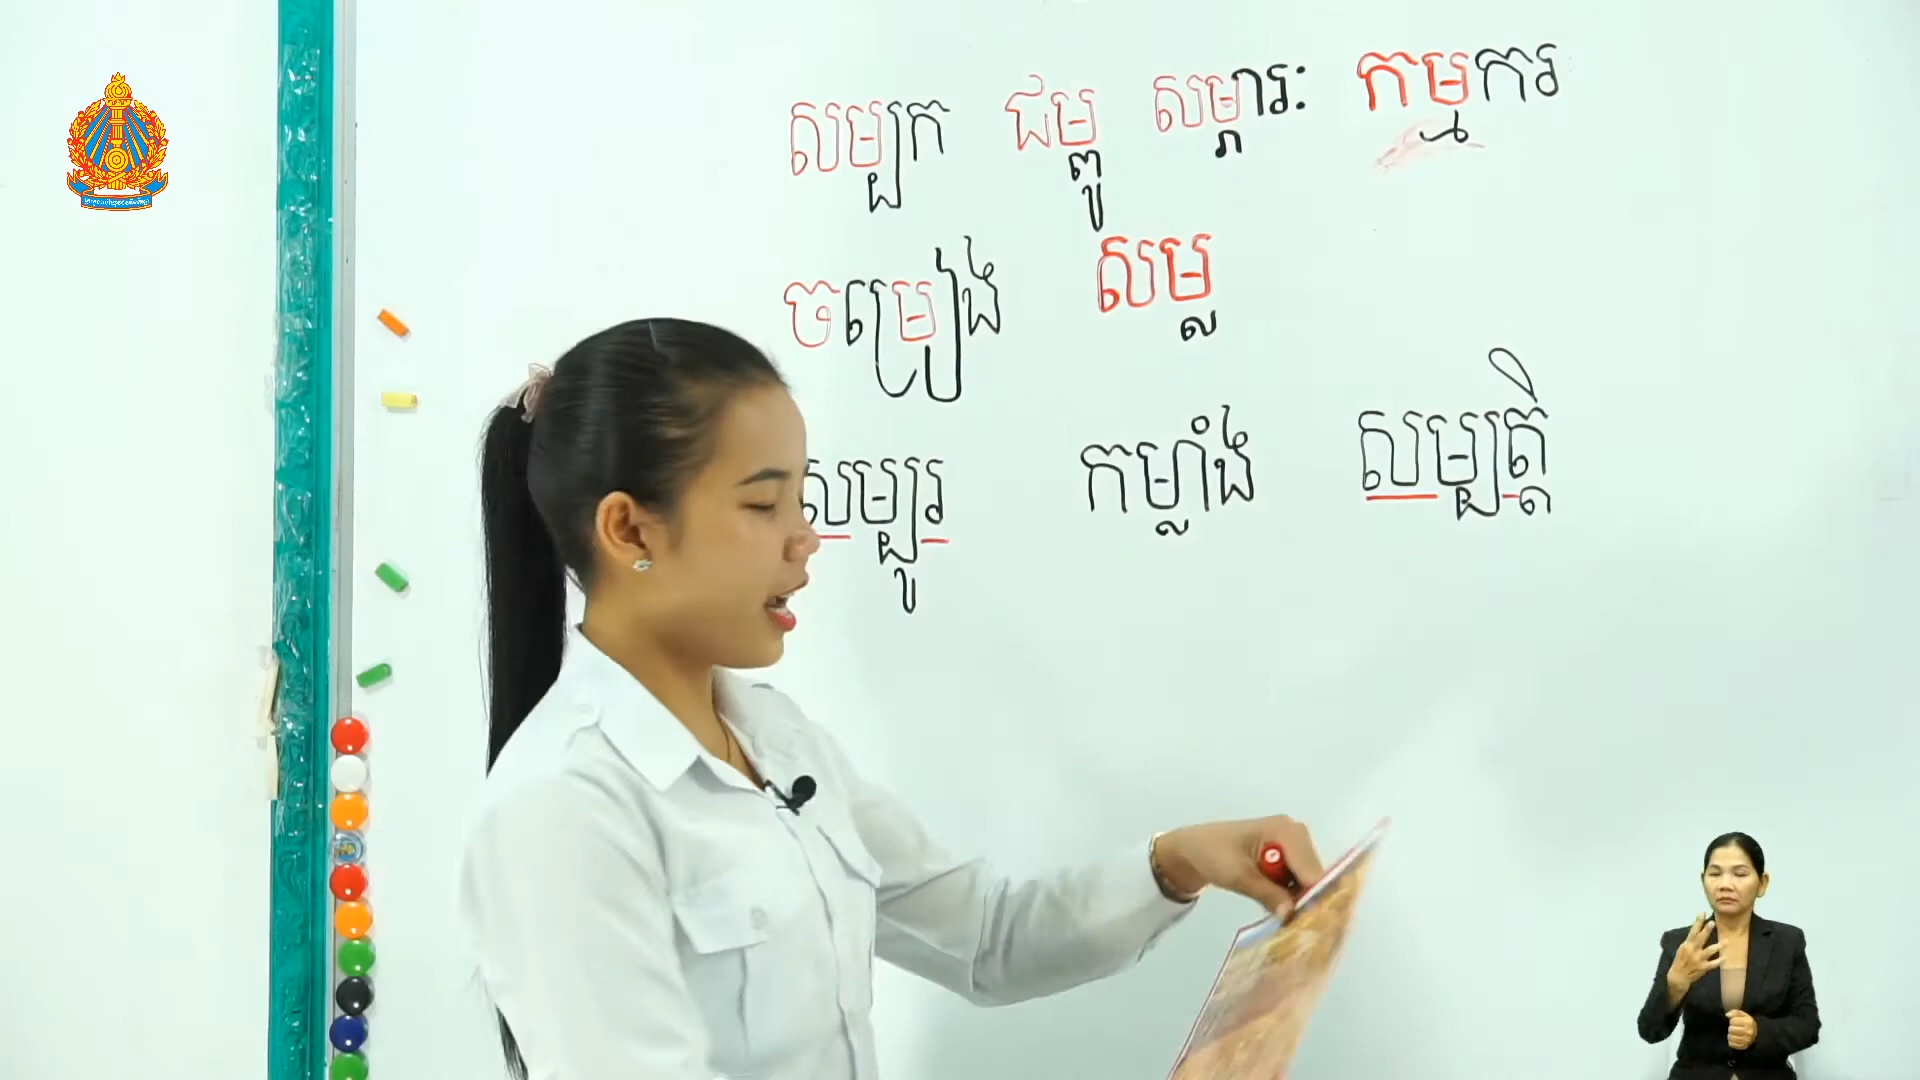 សម្បក ជម្ពូ សម្ភារៈ កម្មករ
ចម្រៀង សម្ល
សម្បូរ កម្លាំង សម្បត្តិ